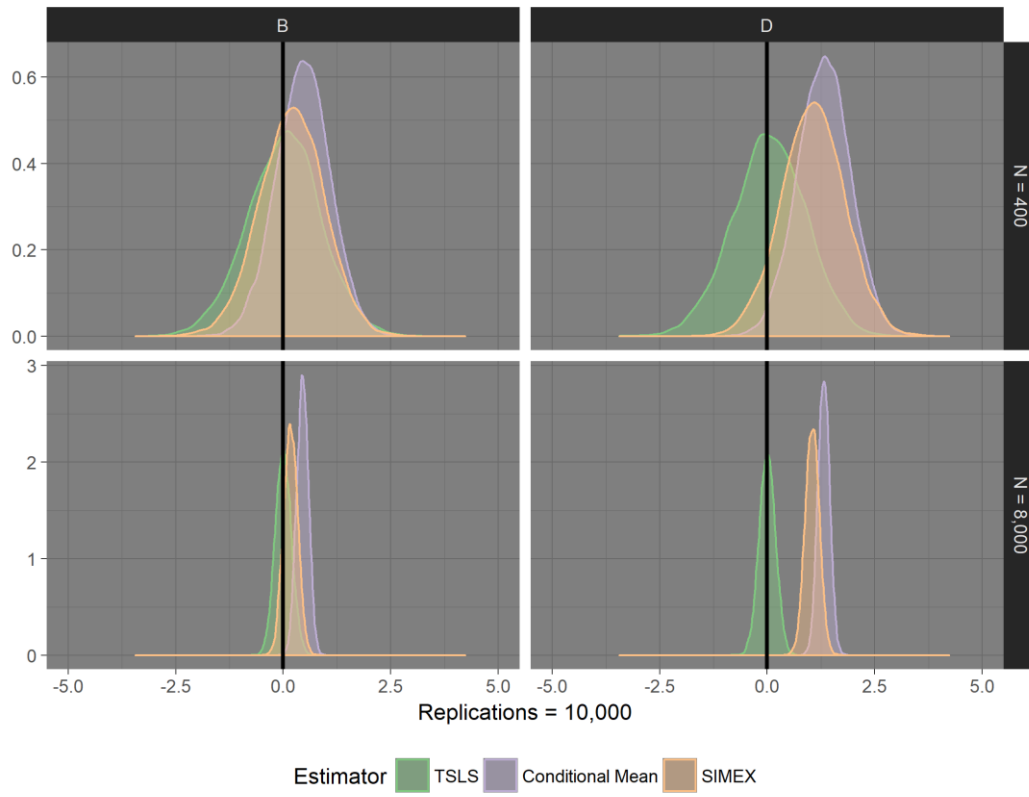 B D
0.6
0.4
0.2
0.0
N = 400
3
2
1
0
N = 8,000
-5.0 -2.5 0.0 2.5 5.0 -5.0 -2.5 0.0 2.5 5.0
Replications = 10,000
Estimator TSLS Conditional Mean SIMEX